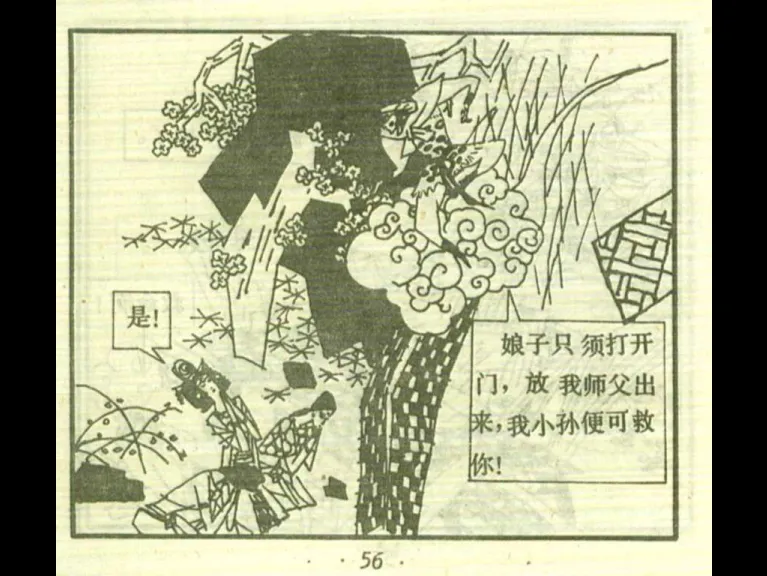 是!
娘子只须打开
门，放我师父出
来，我小孙便可救
你!
· 56 ·